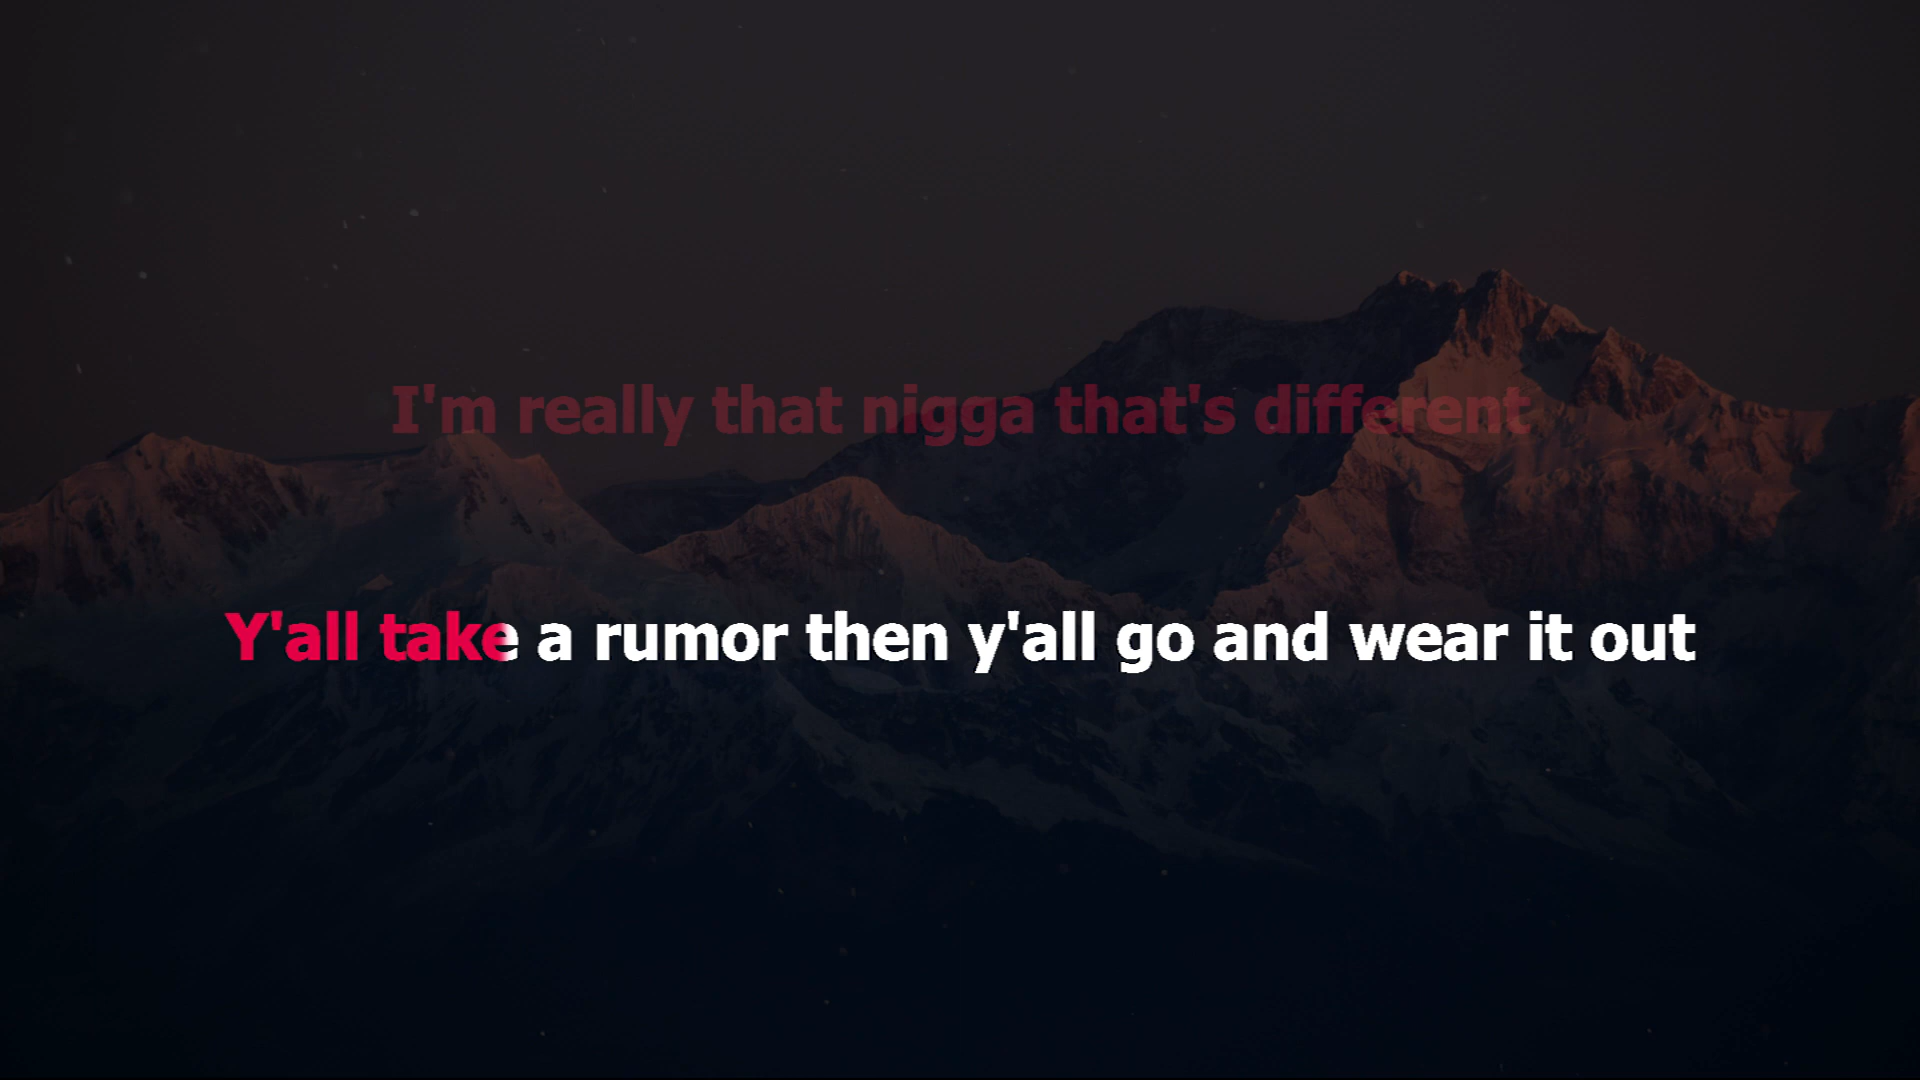 I'm really that nigga that's different
Y'all take a rumor then y'all go and wear it out